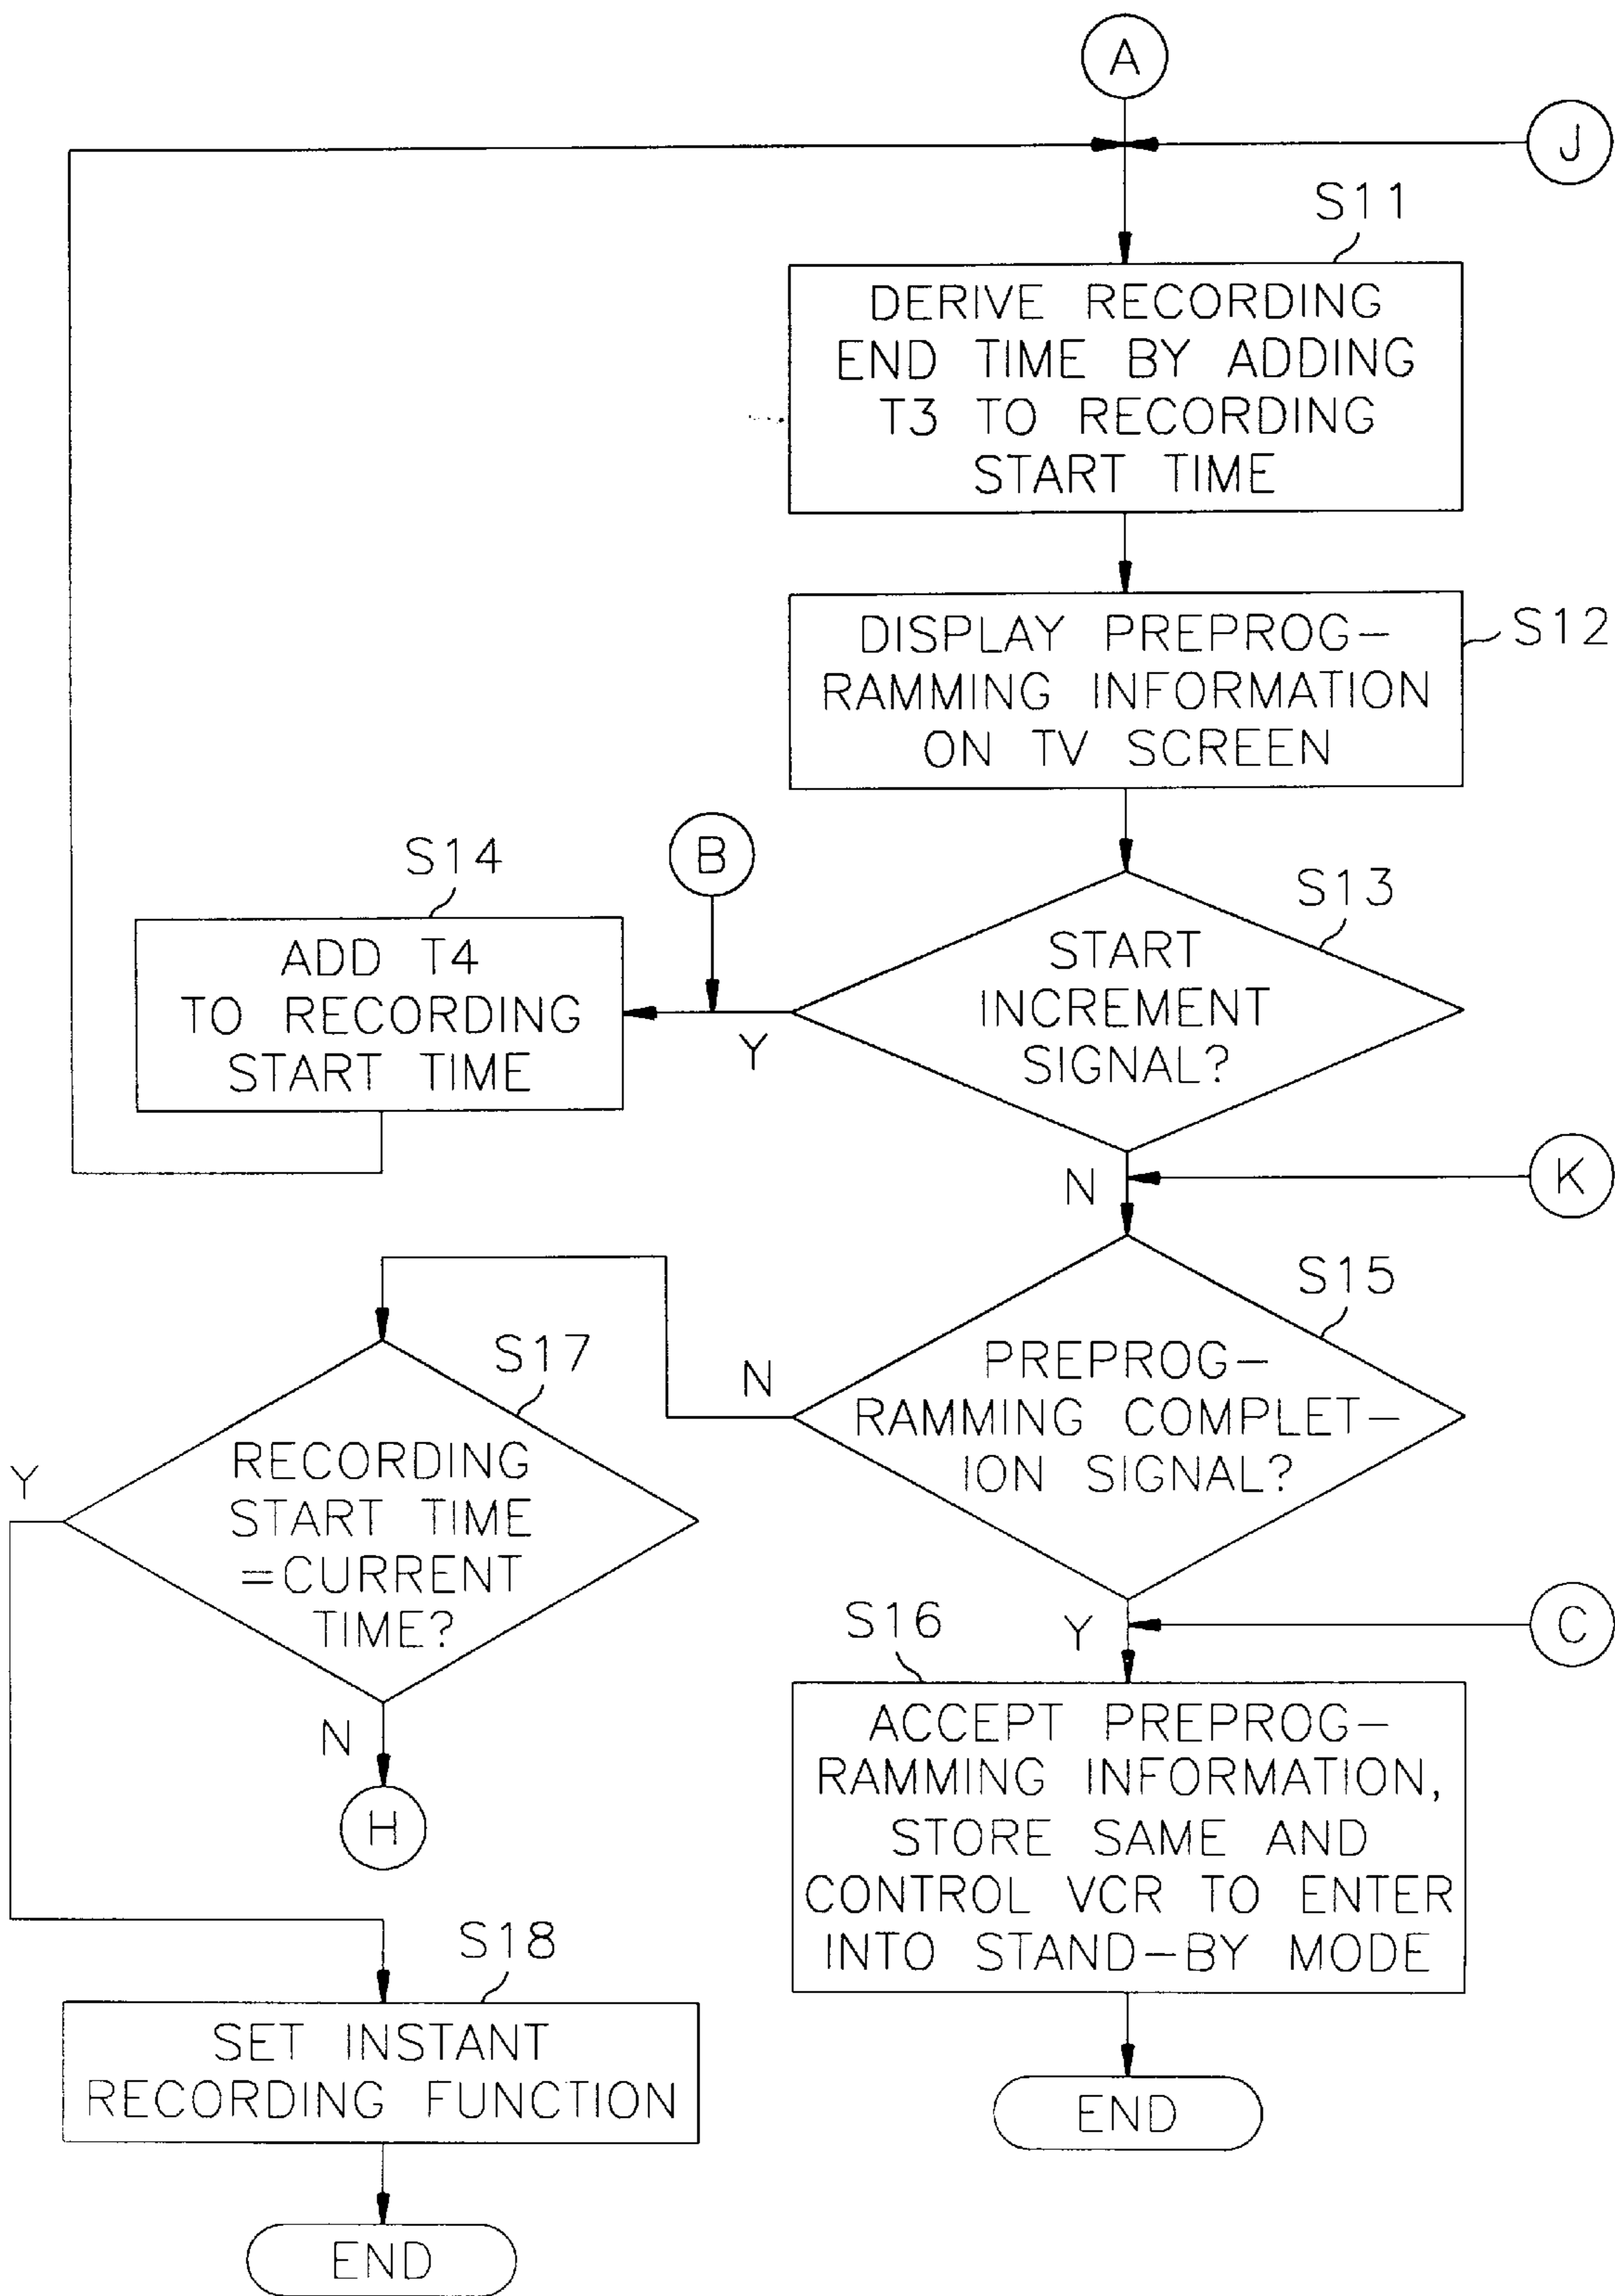 A
J
S11
DERIVE RECORDING
END TIME BY ADDING
T3 TO RECORDING
START TIME
S12
DISPLAY PREPROG-
RAMMING INFORMATION
ON TV SCREEN
S14
B
S13
ADD T4
TO RECORDING
START TIME
Y
START
INCREMENT
SIGNAL?
N
K
S15
S17
N
PREPROG-
RAMMING COMPLET-
ION SIGNAL?
Y
RECORDING
START TIME
=CURRENT
TIME?
N
H
S16
Y
C
ACCEPT PREPROG-
RAMMING INFORMATION,
STORE SAME AND
CONTROL VCR TO ENTER
INTO STAND-BY MODE
END
S18
SET INSTANT
RECORDING FUNCTION
END